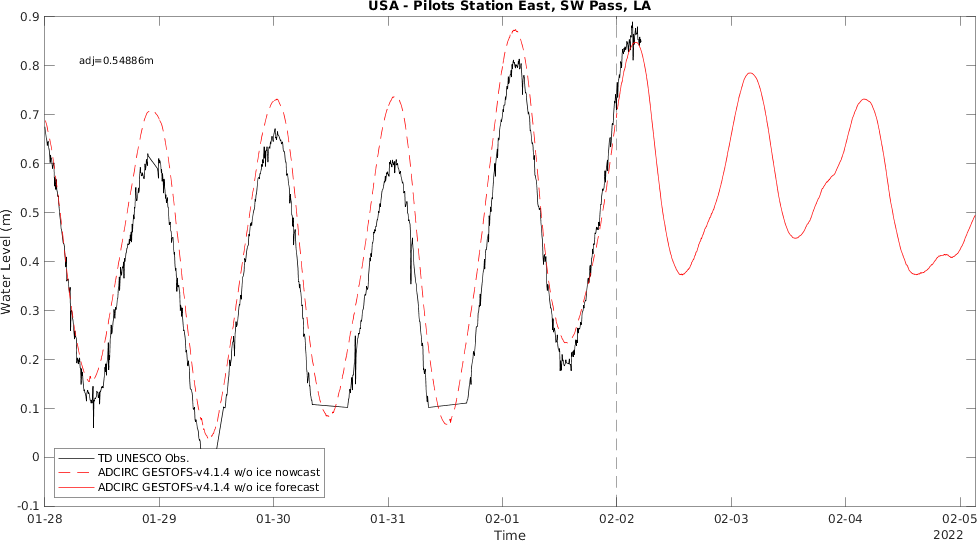 USA - Pilots Station East, SW Pass, LA
0.9
adj=0.54886m
0.8
0.7
0.6
0.5
0.4
0.3
0.2
0.1
0
-0.1
Water Level (m)
TD UNESCO Obs.
ADCIRC GESTOFS-v4.1.4 w/o ice nowcast
ADCIRC GESTOFS-v4.1.4 w/o ice forecast
01-28 01-29 01-30 01-31 02-01 02-02 02-03 02-04 02-05
Time
2022